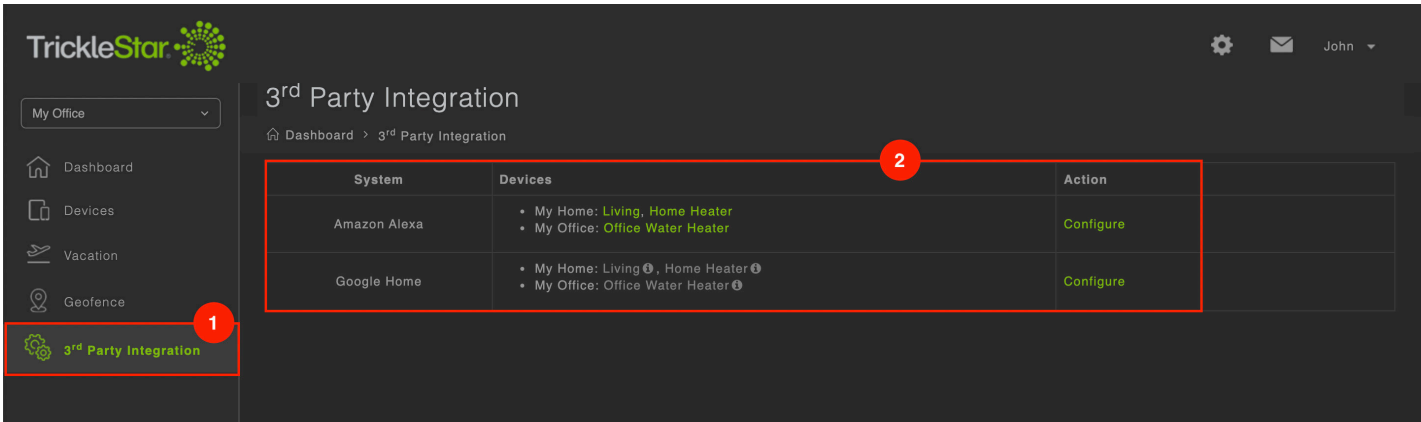 TrickleStar
John
My Office
3rd Party Integration
Dashboard > 3rd Party Integration
Dashboard
Devices
Vacation
Geofence
1
3rd Party Integration
2
System Devices Action
Amazon Alexa
• My Home: Living, Home Heater
• My Office: Office Water Heater
Configure
Google Home
• My Home: Living, Home Heater
• My Office: Office Water Heater
Configure